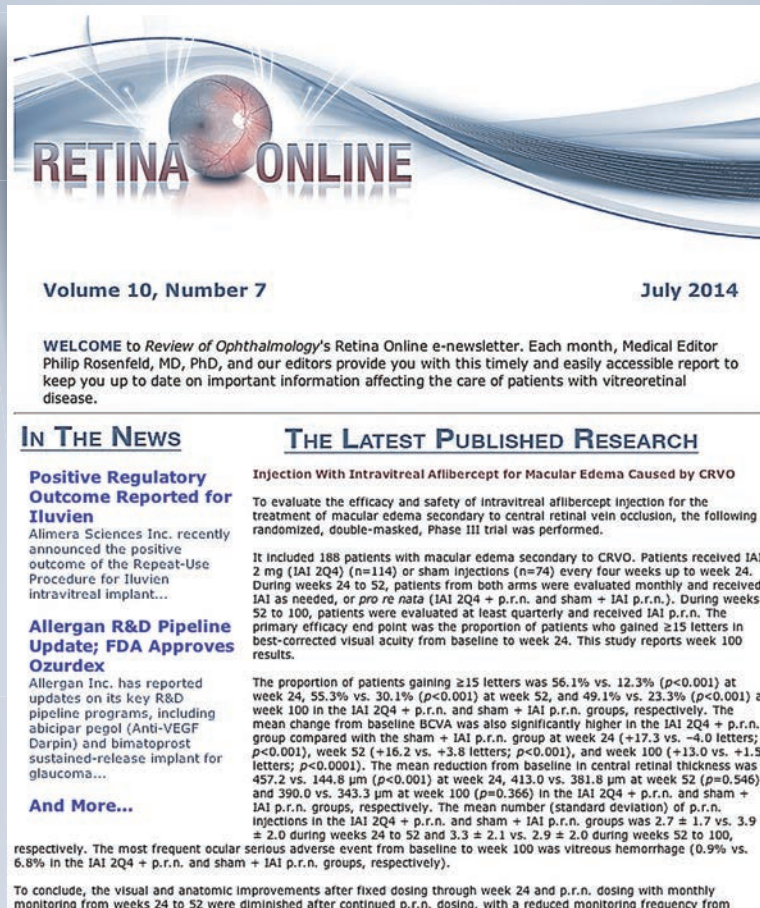 RETINA ONLINE
Volume 10, Number 7
July 2014
WELCOME to Review of Ophthalmology's Retina Online e-newsletter. Each month, Medical Editor
Philip Rosenfeld, MD, PhD, and our editors provide you with this timely and easily accessible report to
keep you up to date on important information affecting the care of patients with vitreoretinal
disease.
IN THE NEWS
Positive Regulatory
Outcome Reported for
Iluvien
Alimera Sciences Inc. recently
announced the positive
outcome of the Repeat-Use
Procedure for Iluvien
intravitreal implant...
Allergan R&D Pipeline
Update; FDA Approves
Ozurdex
Allergan Inc. has reported
updates on its key R&D
pipeline programs, including
abicipar pegol (Anti-VEGF
Darpin) and bimatoprost
sustained-release implant for
glaucoma...
And More...
THE LATEST PUBLISHED RESEARCH
Injection With Intravitreal Aflibercept for Macular Edema Caused by CRVO
To evaluate the efficacy and safety of intravitreal aflibercept injection for the
treatment of macular edema secondary to central retinal vein occlusion, the following
randomized, double-masked, Phase III trial was performed.
It included 188 patients with macular edema secondary to CRVO. Patients received IAI
2 mg (IAI 2Q4) (n=114) or sham injections (n=74) every four weeks up to week 24.
During weeks 24 to 52, patients from both arms were evaluated monthly and received
IAI as needed, or pro re nata (IAI 2Q4 + p.r.n. and sham + IAI p.r.n.). During weeks
52 to 100, patients were evaluated at least quarterly and received IAI p.r.n. The
primary efficacy end point was the proportion of patients who gained ≥15 letters in
best-corrected visual acuity from baseline to week 24. This study reports week 100
results.
The proportion of patients gaining ≥15 letters was 56.1% vs. 12.3% (p<0.001) at
week 24, 55.3% vs. 30.1% (p<0.001) at week 52, and 49.1% vs. 23.3% (p<0.001) a
week 100 in the IAI 2Q4 + p.r.n. and sham + IAI p.r.n. groups, respectively. The
mean change from baseline BCVA was also significantly higher in the IAI 2Q4 + p.r.n.
group compared with the sham + IAI p.r.n. group at week 24 (+17.3 vs. -4.0 letters;
p<0.001), week 52 (+16.2 vs. +3.8 letters; p<0.001), and week 100 (+13.0 vs. +1.5
letters; p<0.0001). The mean reduction from baseline in central retinal thickness was
457.2 vs. 144.8 µm (p<0.001) at week 24, 413.0 vs. 381.8 µm at week 52 (p=0.546)
and 390.0 vs. 343.3 µm at week 100 (p=0.366) in the IAI 2Q4 + p.r.n. and sham +
IAI p.r.n. groups, respectively. The mean number (standard deviation) of p.r.n.
injections in the IAI 2Q4 + p.r.n. and sham + IAI p.r.n. groups was 2.7 ± 1.7 vs. 3.9
± 2.0 during weeks 24 to 52 and 3.3 ± 2.1 vs. 2.9 ± 2.0 during weeks 52 to 100,
respectively. The most frequent ocular serious adverse event from baseline to week 100 was vitreous hemorrhage (0.9% vs.
6.8% in the IAI 2Q4 + p.r.n. and sham + IAI p.r.n. groups, respectively).
To conclude, the visual and anatomic improvements after fixed dosing through week 24 and p.r.n. dosing with monthly
monitoring from weeks 24 to 52 were diminished after continued p.r.n. dosing, with a reduced monitoring frequency from